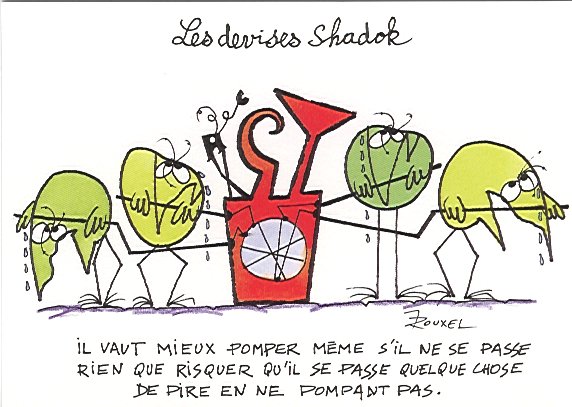 Les devises Shadok
ROUXEL
IL VAUT MIEUX POMPER MÊME S'IL NE SE PASSE
RIEN QUE RISQUER QU'IL SE PASSE QUELQUE CHOSE
DE PIRE EN NE POMPANT PAS.